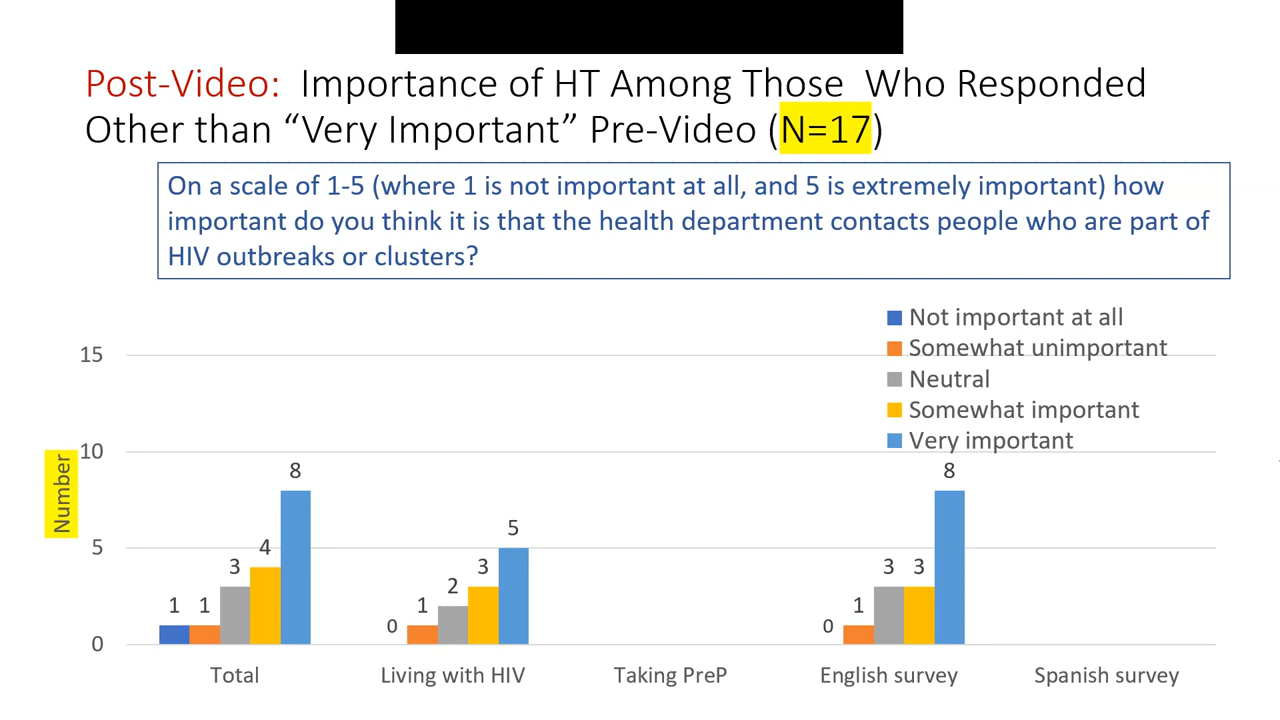 Post-Video: Importance of HT Among Those Who Responded
Other than “Very Important” Pre-Video (N=17)
On a scale of 1-5 (where 1 is not important at all, and 5 is extremely important) how
important do you think it is that the health department contacts people who are part of
HIV outbreaks or clusters?
Not important at all
Somewhat unimportant
Neutral
Somewhat important
Very important
15
10
5
0
Number
1 1 3 4 8
0 1 2 3 5
0 1 3 3 8
Total
Living with HIV
Taking PreP
English survey
Spanish survey